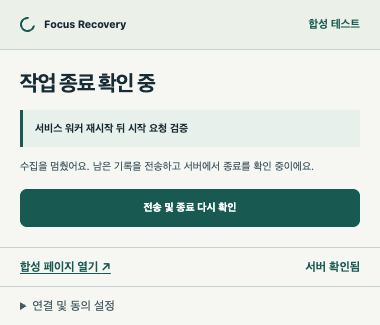 Focus Recovery
합성 테스트
작업 종료 확인 중
서비스 워커 재시작 뒤 시작 요청 검증
수집을 멈췄어요. 남은 기록을 전송하고 서버에서 종료를 확인 중이에요.
전송 및 종료 다시 확인
합성 페이지 열기 ↗
서버 확인됨
▶ 연결 및 동의 설정